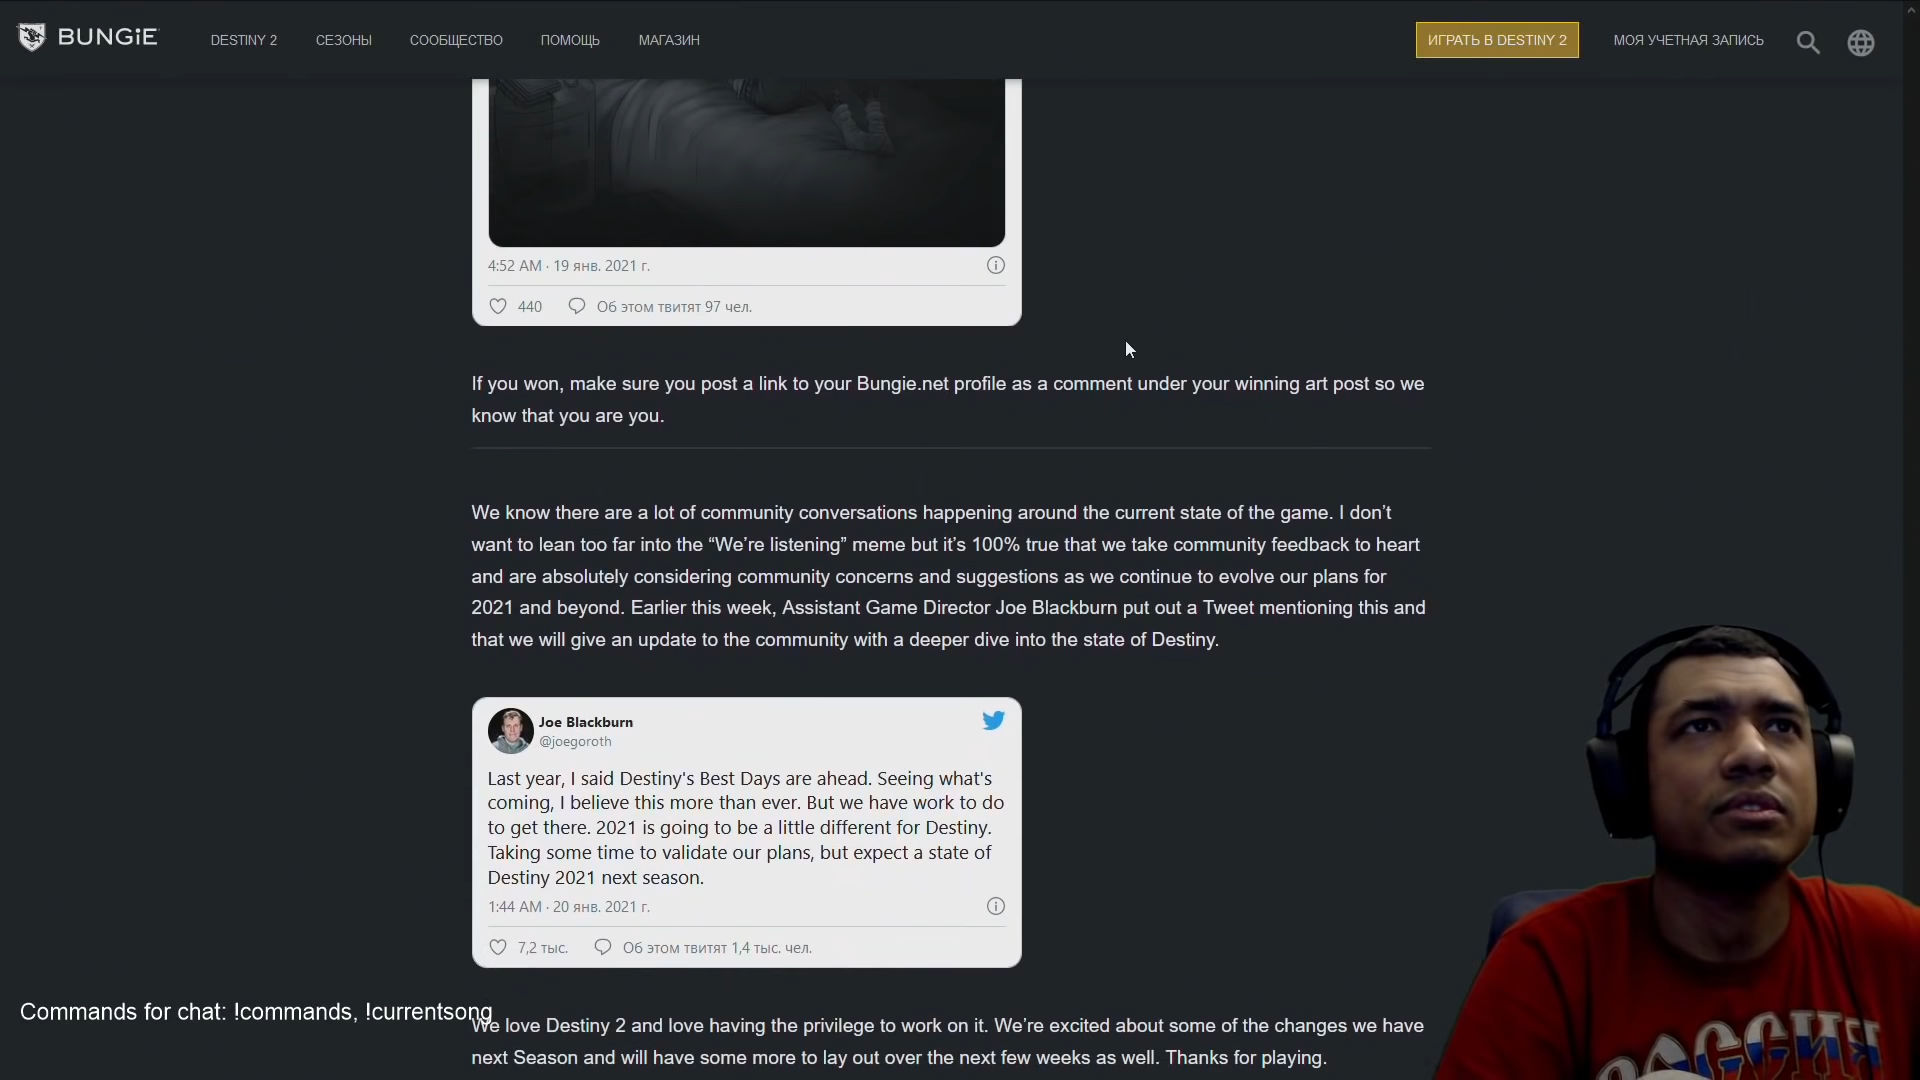 BUNGiE
DESTINY 2
СЕЗОНЫ
СООБЩЕСТВО
ПОМОЩЬ
МАГАЗИН
ИГРАТЬ В DESTINY 2
МОЯ УЧЕТНАЯ ЗАПИСЬ
4:52 AM · 19 янв. 2021 г.
440
Об этом твитят 97 чел.
If you won, make sure you post a link to your Bungie.net profile as a comment under your winning art post so we
know that you are you.
We know there are a lot of community conversations happening around the current state of the game. I don’t
want to lean too far into the “We’re listening” meme but it’s 100% true that we take community feedback to heart
and are absolutely considering community concerns and suggestions as we continue to evolve our plans for
2021 and beyond. Earlier this week, Assistant Game Director Joe Blackburn put out a Tweet mentioning this and
that we will give an update to the community with a deeper dive into the state of Destiny.
Joe Blackburn
@joegoroth
Last year, I said Destiny's Best Days are ahead. Seeing what's
coming, I believe this more than ever. But we have work to do
to get there. 2021 is going to be a little different for Destiny.
Taking some time to validate our plans, but expect a state of
Destiny 2021 next season.
1:44 AM · 20 янв. 2021 г.
7,2 тыс.
Об этом твитят 1,4 тыс. чел.
Commands for chat: !commands, !currentsong
We love Destiny 2 and love having the privilege to work on it. We’re excited about some of the changes we have
next Season and will have some more to lay out over the next few weeks as well. Thanks for playing.
РОССИЯ